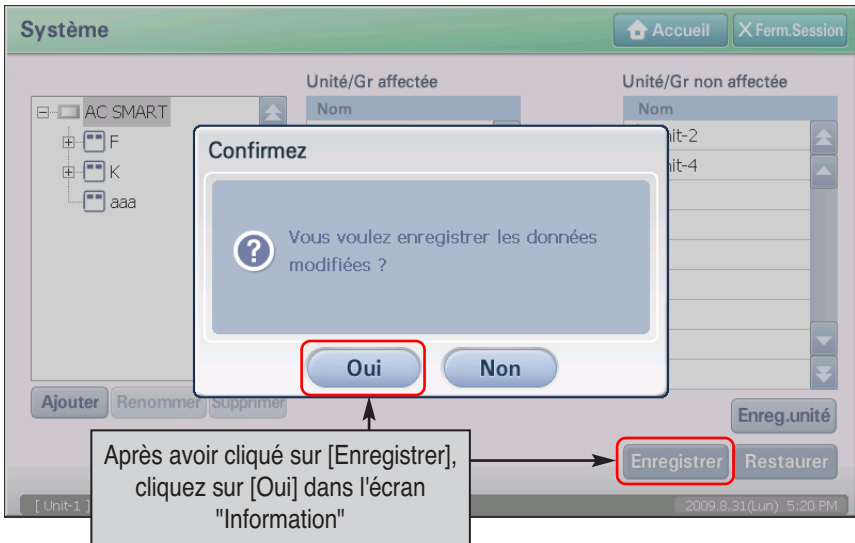 Système
Accueil
X Ferm.Session
Unité/Gr affectée
Unité/Gr non affectée
AC SMART
Nom
Nom
F
K
aaa
nit-2
nit-4
Confirmez
Vous voulez enregistrer les données
modifiées ?
Oui
Non
Ajouter
Renommer
Supprimer
Enreg.unité
Enregistrer
Restaurer
Après avoir cliqué sur [Enregistrer],
cliquez sur [Oui] dans l'écran
"Information"
[ Unit-1 ]
2009.8.31(Lun) 5:20 PM